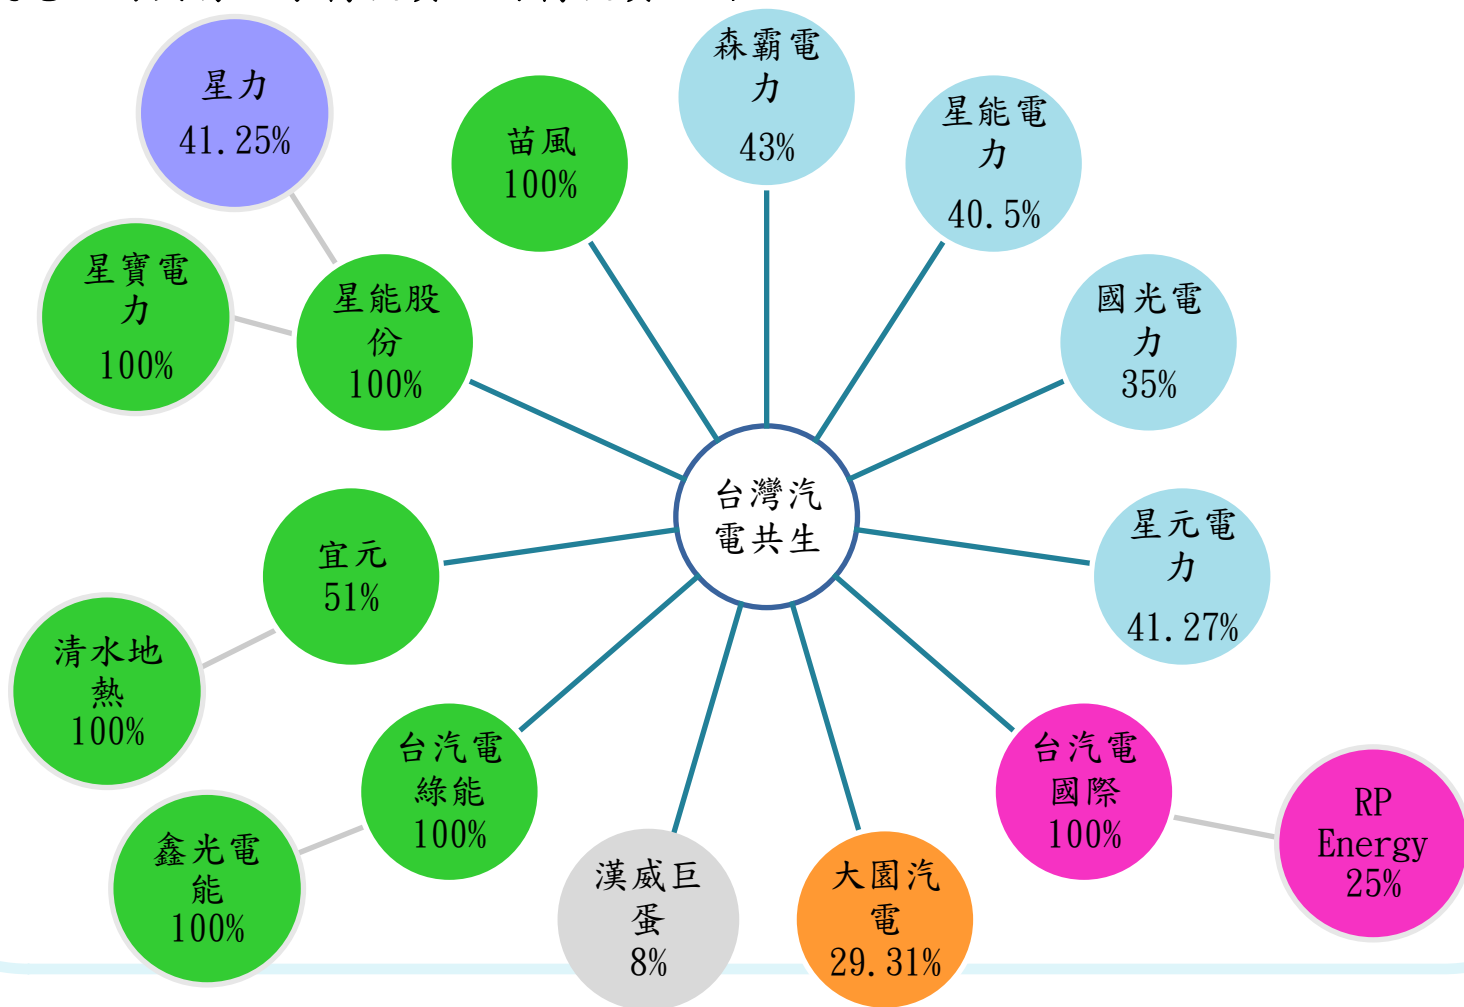 森霸電
力
43%
星力
41.25%
苗風
100%
星能電
力
40.5%
星寶電
力
100%
星能股
份
100%
國光電
力
35%
台灣汽
電共生
星元電
力
41.27%
宜元
51%
清水地
熱
100%
台汽電
綠能
100%
鑫光電
能
100%
漢威巨
蛋
8%
大園汽
電
29.31%
台汽電
國際
100%
RP
Energy
25%